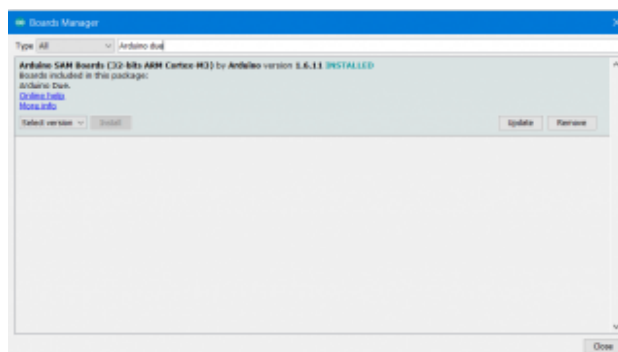 Boards Manager
Type All Arduino due
Arduino SAM Boards (32-bits ARM Cortex-M3) by Arduino version 1.6.11 INSTALLED
Boards included in this package:
Arduino Due.
Online help
More info
Select version Install Update Remove
Close